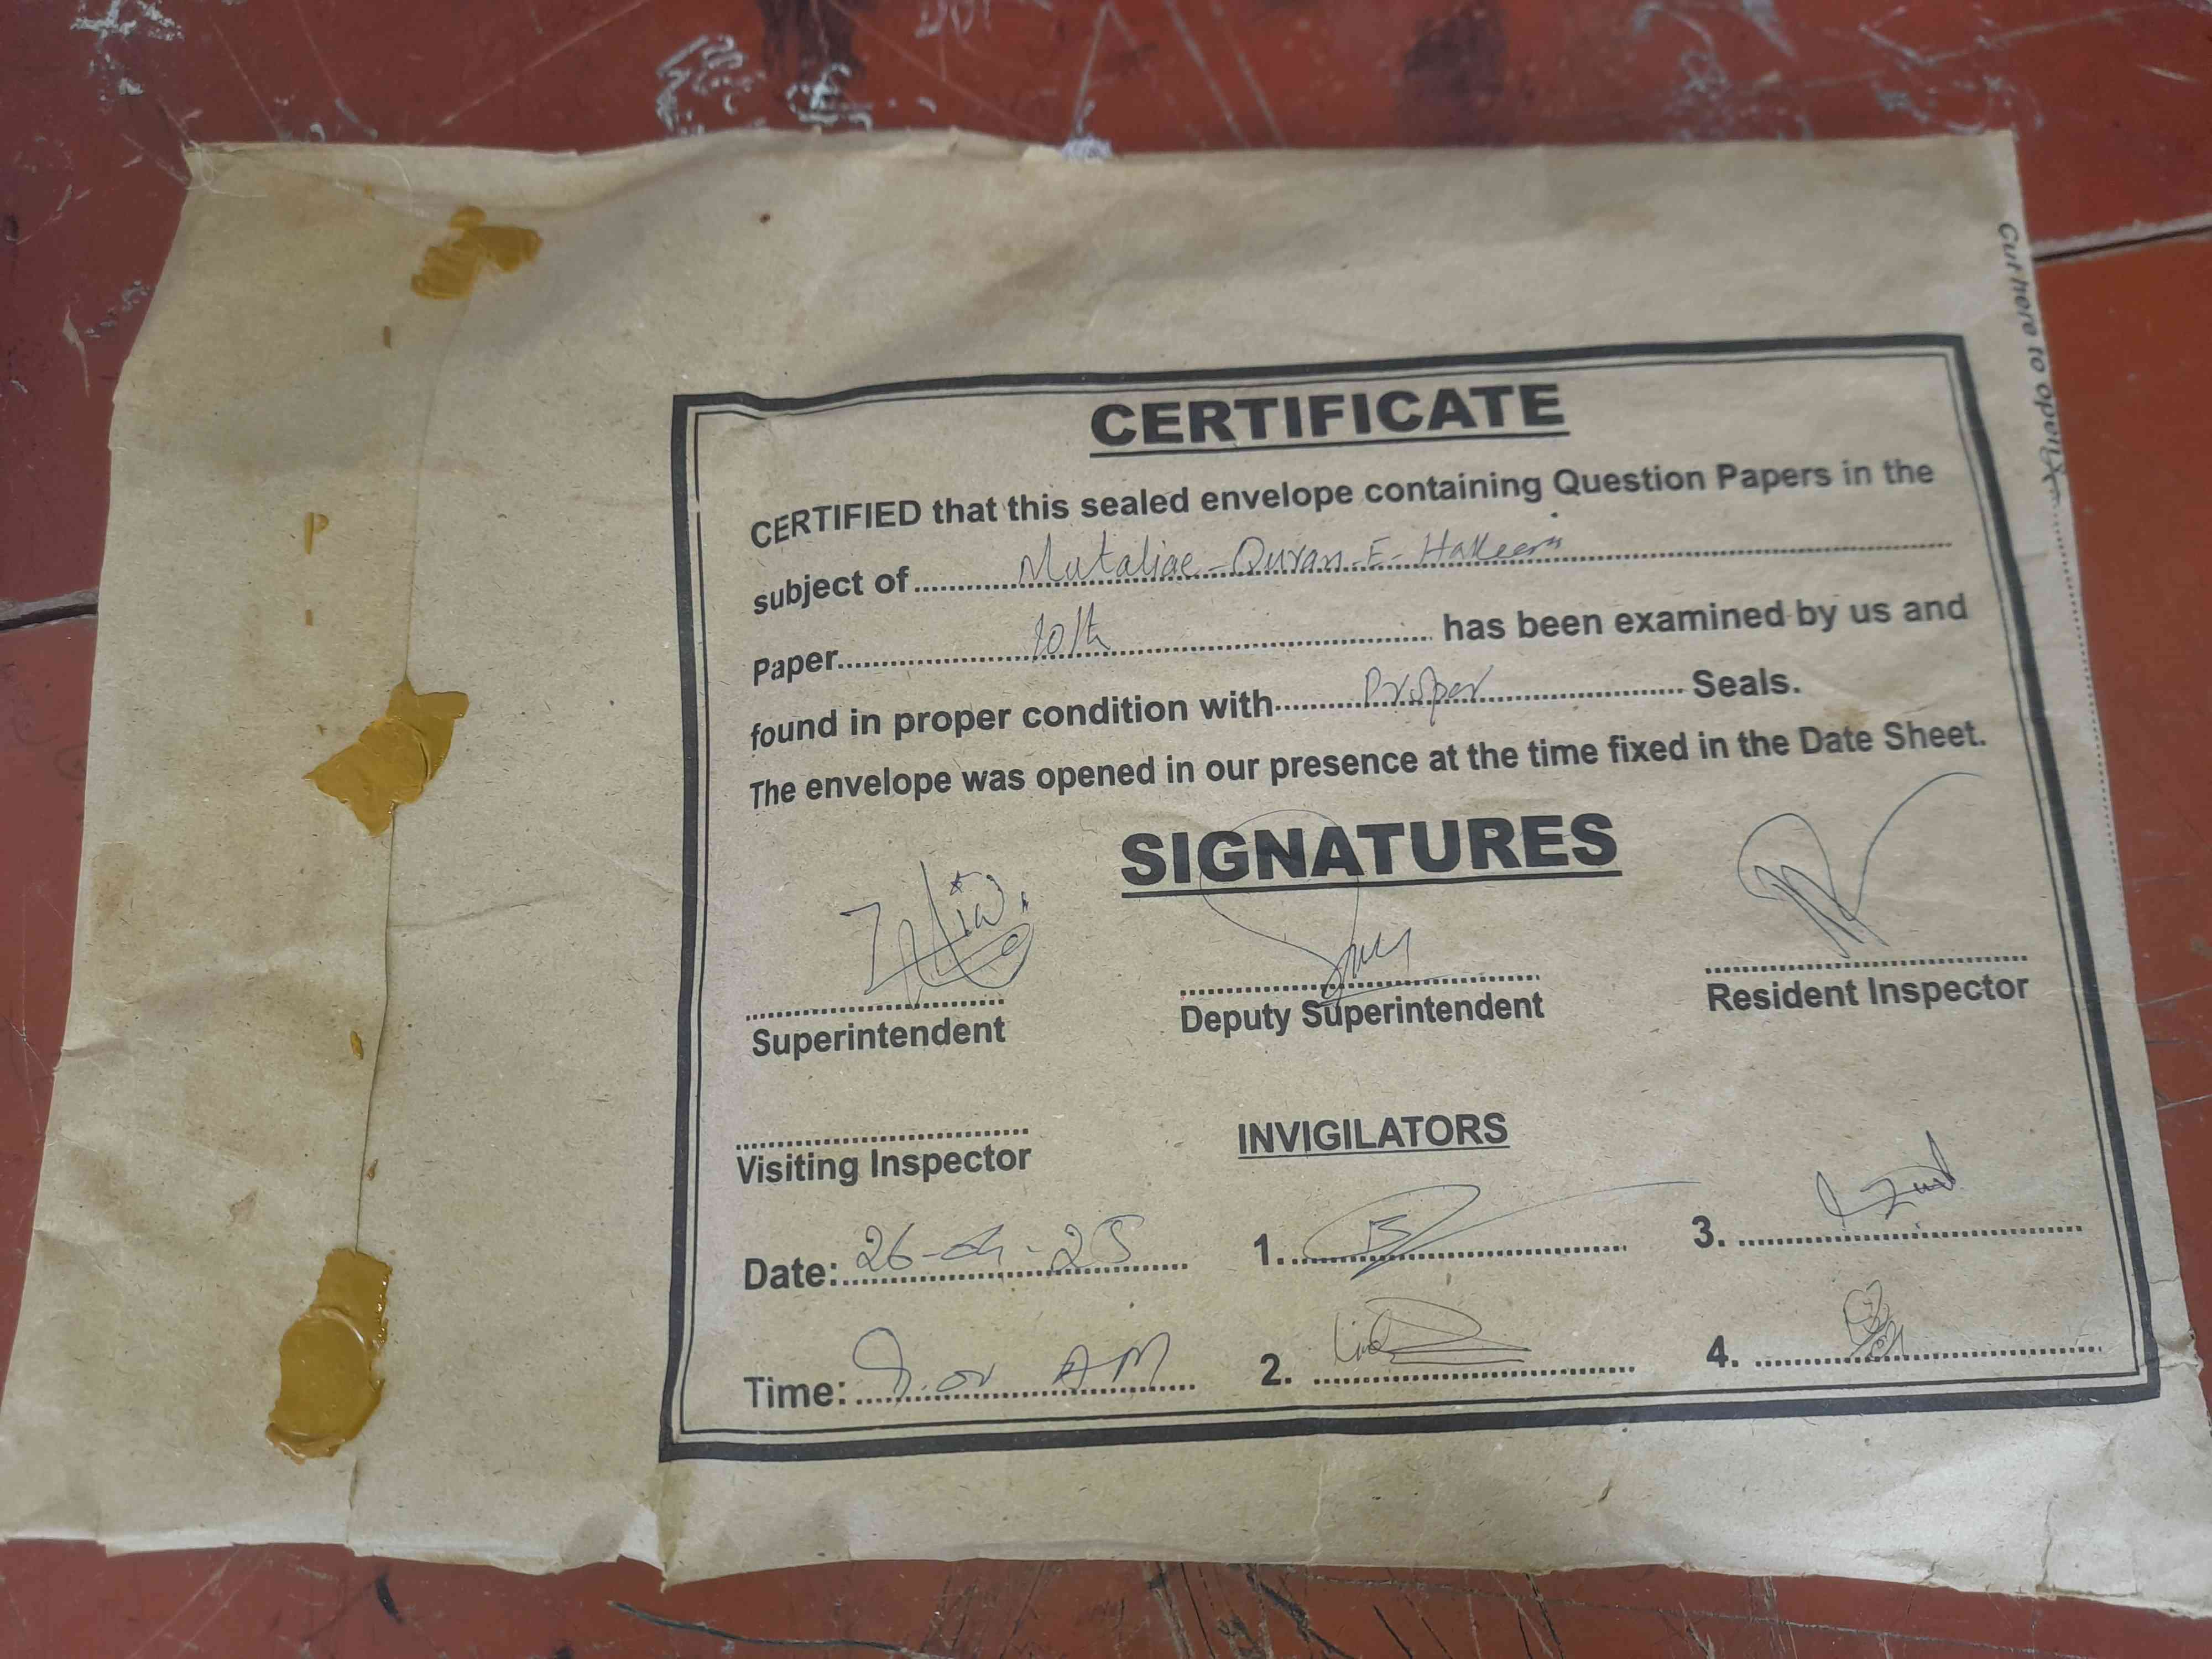 Cut here to open
CERTIFICATE
CERTIFIED that this sealed envelope containing Question Papers in the
subject of Mutaliae-Quran-E-Hakeem
Paper 10th has been examined by us and
found in proper condition with Proper Seals.
The envelope was opened in our presence at the time fixed in the Date Sheet.
SIGNATURES
Superintendent Deputy Superintendent Resident Inspector
Visiting Inspector INVIGILATORS
Date: 26-04-25 1. 3.
Time: AM 2. 4.